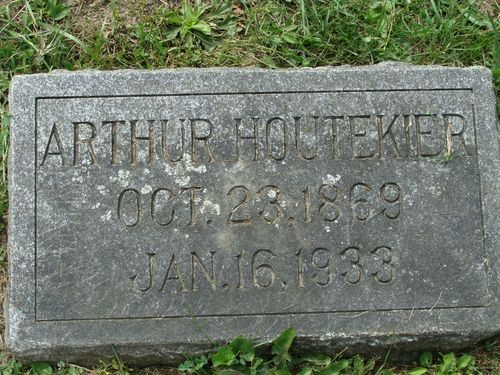 ARTHUR HOUTEKIER
OCT. 23. 1869
JAN. 16. 1933